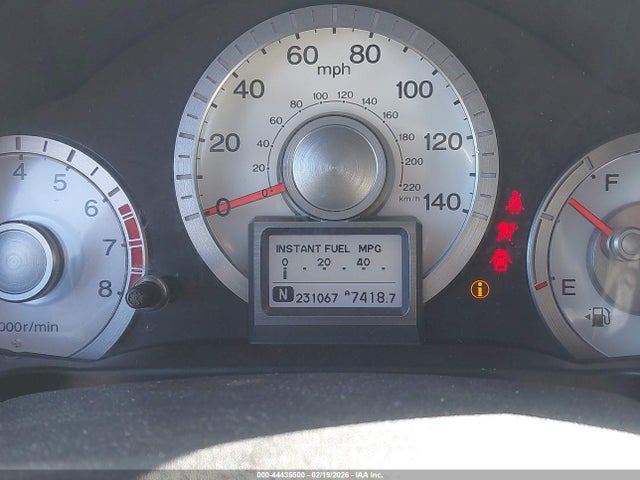 60 80
mph
40 100
20 120
0 140
80 100 120 140
60 160
40 180
20 200
0 220
km/h
4 5 6 7 8
000r/min
INSTANT FUEL MPG
0 - 20 - 40 -
N 231067 A7418.7
F
E
i
000-44435500 - 02/19/2026 - IAA Inc.